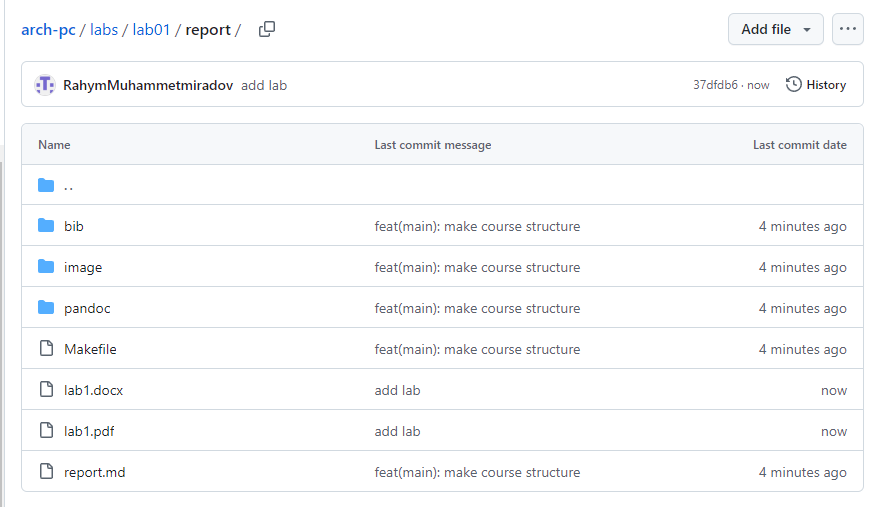 arch-pc / labs / lab01 / report /
Add file
RahymMuhammetmiradov add lab 37dfdb6 · now History
Name Last commit message Last commit date
..
bib feat(main): make course structure 4 minutes ago
image feat(main): make course structure 4 minutes ago
pandoc feat(main): make course structure 4 minutes ago
Makefile feat(main): make course structure 4 minutes ago
lab1.docx add lab now
lab1.pdf add lab now
report.md feat(main): make course structure 4 minutes ago